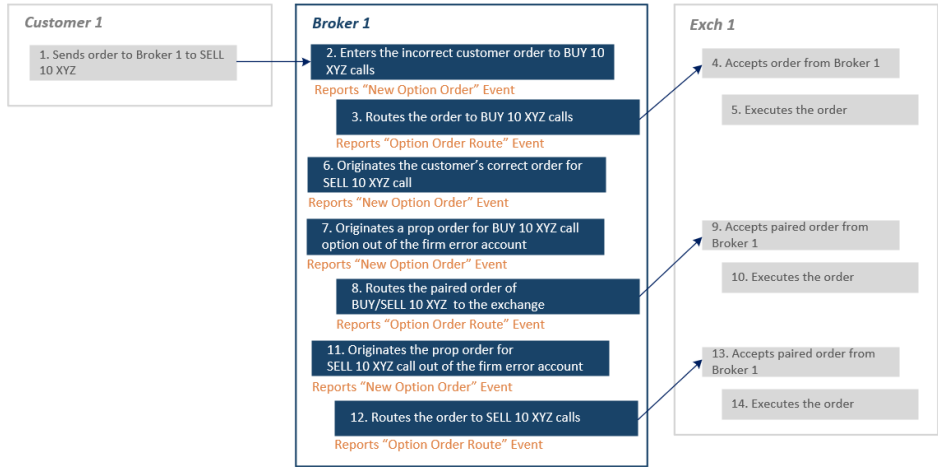 Customer 1
1. Sends order to Broker 1 to SELL
10 XYZ
Broker 1
2. Enters the incorrect customer order to BUY 10
XYZ calls
Reports “New Option Order” Event
3. Routes the order to BUY 10 XYZ calls
Reports “Option Order Route” Event
6. Originates the customer’s correct order for
SELL 10 XYZ call
Reports “New Option Order” Event
7. Originates a prop order for BUY 10 XYZ call
option out of the firm error account
Reports “New Option Order” Event
8. Routes the paired order of
BUY/SELL 10 XYZ to the exchange
Reports “Option Order Route” Event
11. Originates the prop order for
SELL 10 XYZ call out of the firm error account
Reports “New Option Order” Event
12. Routes the order to SELL 10 XYZ calls
Reports “Option Order Route” Event
Exch 1
4. Accepts order from Broker 1
5. Executes the order
9. Accepts paired order from
Broker 1
10. Executes the order
13. Accepts paired order from
Broker 1
14. Executes the order